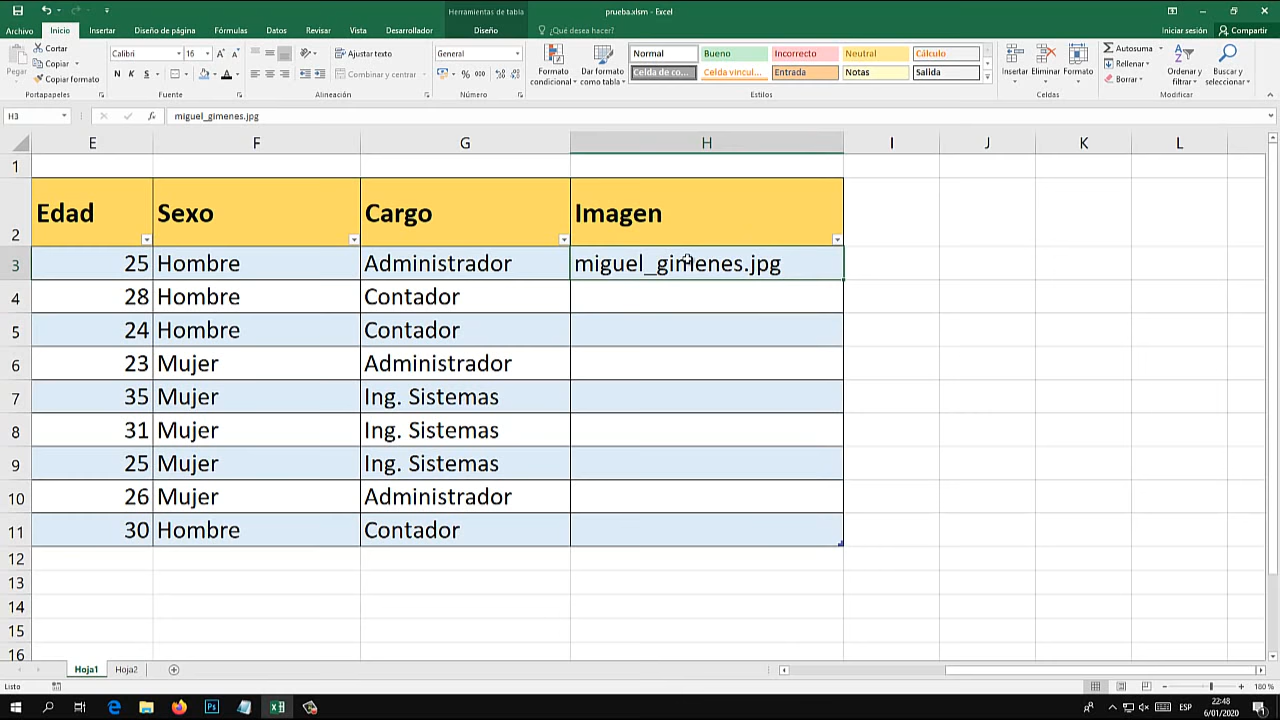 Herramientas de tabla
prueba.xlsm - Excel
Archivo Inicio Insertar Diseño de página Fórmulas Datos Revisar Vista Desarrollador Diseño ¿Qué desea hacer? Iniciar sesión Compartir
Pegar
Cortar
Copiar
Copiar formato
Portapapeles
Calibri 16
N K S
Fuente
Ajustar texto
Combinar y centrar
Alineación
General
% 000
Número
Formato condicional
Dar formato como tabla
Normal Bueno Incorrecto Neutral Cálculo
Celda de co... Celda vincul... Entrada Notas Salida
Estilos
Insertar Eliminar Formato
Celdas
Autosuma
Rellenar
Borrar
Ordenar y filtrar
Buscar y seleccionar
Modificar
H3 fx miguel_gimenes.jpg
E F G H I J K L
1
2 Edad Sexo Cargo Imagen
3 25 Hombre Administrador miguel_gimenes.jpg
4 28 Hombre Contador
5 24 Hombre Contador
6 23 Mujer Administrador
7 35 Mujer Ing. Sistemas
8 31 Mujer Ing. Sistemas
9 25 Mujer Ing. Sistemas
10 26 Mujer Administrador
11 30 Hombre Contador
12
13
14
15
16
Hoja1 Hoja2
Listo 180 %
ESP 22:48
6/01/2020